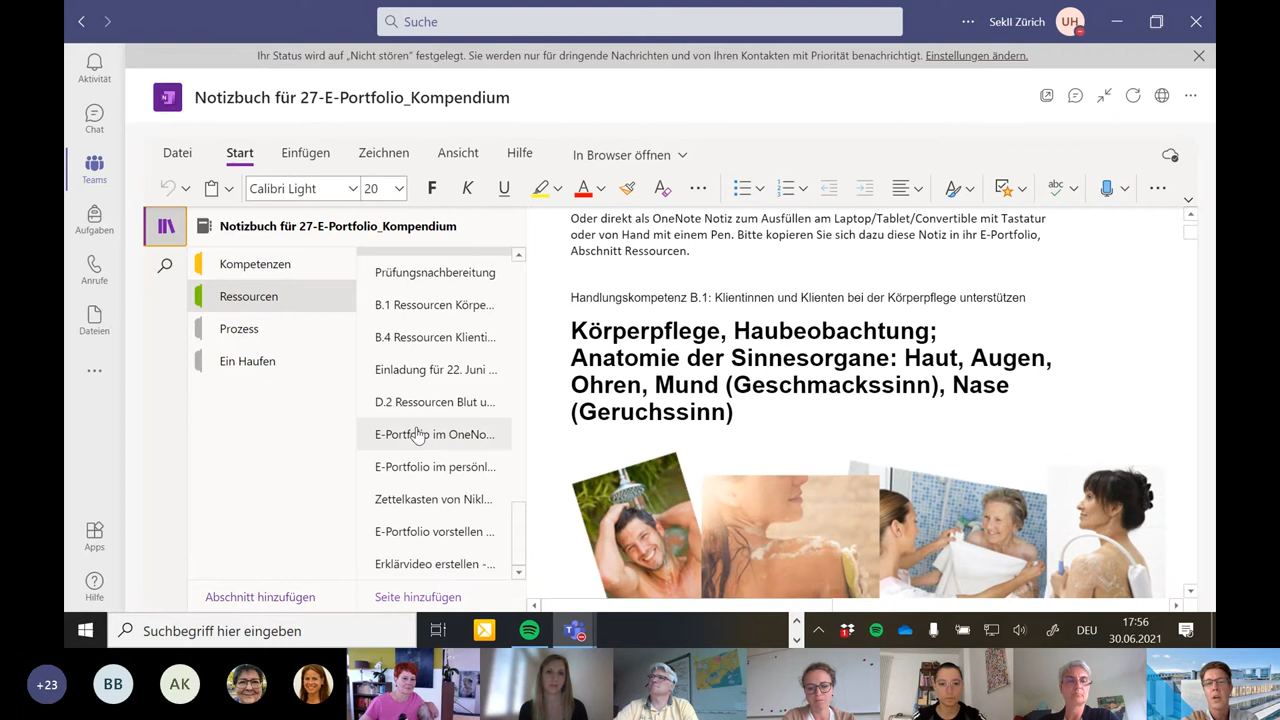 Suche
SekII Zürich
UH
Ihr Status wird auf „Nicht stören" festgelegt. Sie werden nur für dringende Nachrichten und von Ihren Kontakten mit Priorität benachrichtigt. Einstellungen ändern.
Aktivität
Chat
Teams
Aufgaben
Anrufe
Dateien
Apps
Hilfe
N
Notizbuch für 27-E-Portfolio_Kompendium
Datei
Start
Einfügen
Zeichnen
Ansicht
Hilfe
In Browser öffnen
Calibri Light
20
F
K
U
A
A
abc
Notizbuch für 27-E-Portfolio_Kompendium
Kompetenzen
Ressourcen
Prozess
Ein Haufen
Abschnitt hinzufügen
Prüfungsnachbereitung
B.1 Ressourcen Körpe...
B.4 Ressourcen Klienti...
Einladung für 22. Juni ...
D.2 Ressourcen Blut u...
E-Portfolio im OneNo...
E-Portfolio im persönl...
Zettelkasten von Nikl...
E-Portfolio vorstellen ...
Erklärvideo erstellen -...
Seite hinzufügen
Oder direkt als OneNote Notiz zum Ausfüllen am Laptop/Tablet/Convertible mit Tastatur
oder von Hand mit einem Pen. Bitte kopieren Sie sich dazu diese Notiz in ihr E-Portfolio,
Abschnitt Ressourcen.
Handlungskompetenz B.1: Klientinnen und Klienten bei der Körperpflege unterstützen
Körperpflege, Haubeobachtung;
Anatomie der Sinnesorgane: Haut, Augen,
Ohren, Mund (Geschmackssinn), Nase
(Geruchssinn)
Suchbegriff hier eingeben
DEU
17:56
30.06.2021
+23
BB
AK